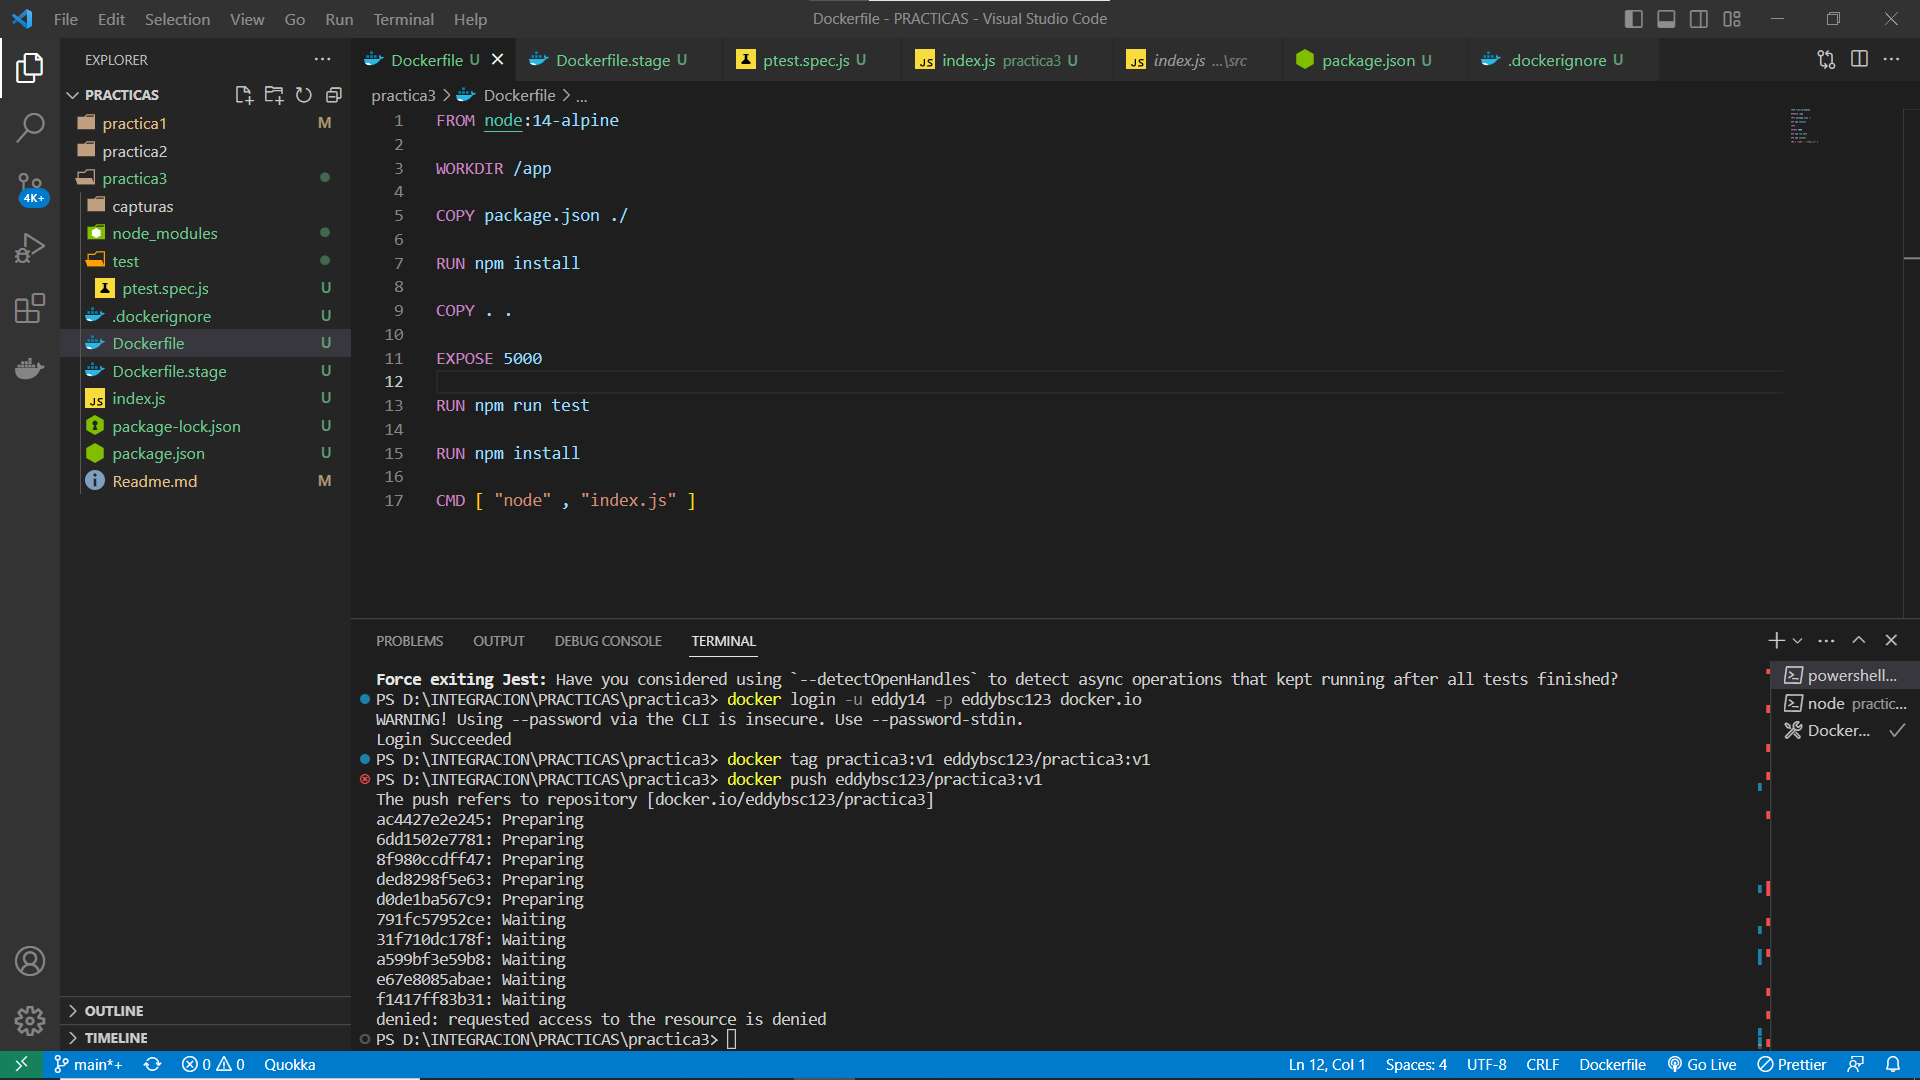 File Edit Selection View Go Run Terminal Help
Dockerfile - PRACTICAS - Visual Studio Code
EXPLORER
Dockerfile U
Dockerfile.stage U
ptest.spec.js U
index.js practica3 U
index.js ...\src
package.json U
.dockerignore U
PRACTICAS
practica1 M
practica2
practica3
capturas
node_modules
test
ptest.spec.js U
.dockerignore U
Dockerfile U
Dockerfile.stage U
index.js U
package-lock.json U
package.json U
Readme.md M
OUTLINE
TIMELINE
4K+
practica3 > Dockerfile > ...
1 FROM node:14-alpine
2
3 WORKDIR /app
4
5 COPY package.json ./
6
7 RUN npm install
8
9 COPY . .
10
11 EXPOSE 5000
12
13 RUN npm run test
14
15 RUN npm install
16
17 CMD [ "node" , "index.js" ]
PROBLEMS OUTPUT DEBUG CONSOLE TERMINAL
Force exiting Jest: Have you considered using `--detectOpenHandles` to detect async operations that kept running after all tests finished?
PS D:\INTEGRACION\PRACTICAS\practica3> docker login -u eddy14 -p eddybsc123 docker.io
WARNING! Using --password via the CLI is insecure. Use --password-stdin.
Login Succeeded
PS D:\INTEGRACION\PRACTICAS\practica3> docker tag practica3:v1 eddybsc123/practica3:v1
PS D:\INTEGRACION\PRACTICAS\practica3> docker push eddybsc123/practica3:v1
The push refers to repository [docker.io/eddybsc123/practica3]
ac4427e2e245: Preparing
6dd1502e7781: Preparing
8f980ccdff47: Preparing
ded8298f5e63: Preparing
d0de1ba567c9: Preparing
791fc57952ce: Waiting
31f710dc178f: Waiting
a599bf3e59b8: Waiting
e67e8085abae: Waiting
f1417ff83b31: Waiting
denied: requested access to the resource is denied
PS D:\INTEGRACION\PRACTICAS\practica3>
powershell...
node practic...
Docker...
main*+ 0 0 Quokka
Ln 12, Col 1 Spaces: 4 UTF-8 CRLF Dockerfile Go Live Prettier